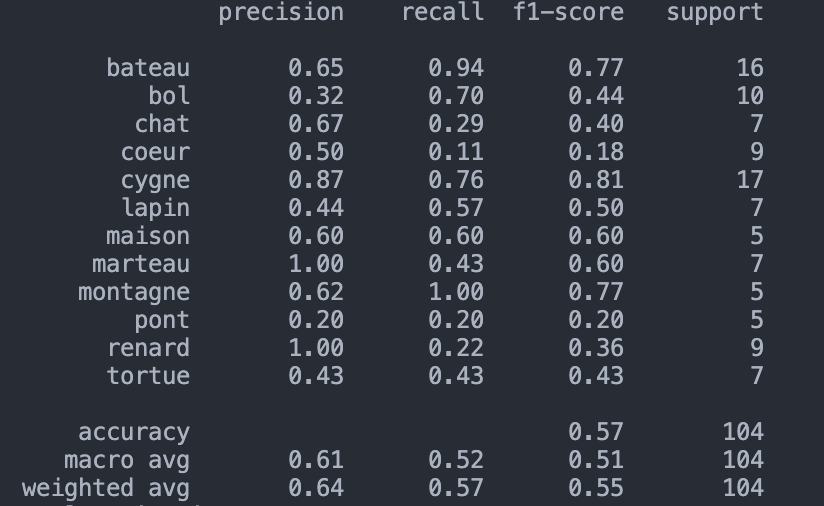 precision recall f1-score support
bateau 0.65 0.94 0.77 16
bol 0.32 0.70 0.44 10
chat 0.67 0.29 0.40 7
coeur 0.50 0.11 0.18 9
cygne 0.87 0.76 0.81 17
lapin 0.44 0.57 0.50 7
maison 0.60 0.60 0.60 5
marteau 1.00 0.43 0.60 7
montagne 0.62 1.00 0.77 5
pont 0.20 0.20 0.20 5
renard 1.00 0.22 0.36 9
tortue 0.43 0.43 0.43 7
accuracy 0.57 104
macro avg 0.61 0.52 0.51 104
weighted avg 0.64 0.57 0.55 104